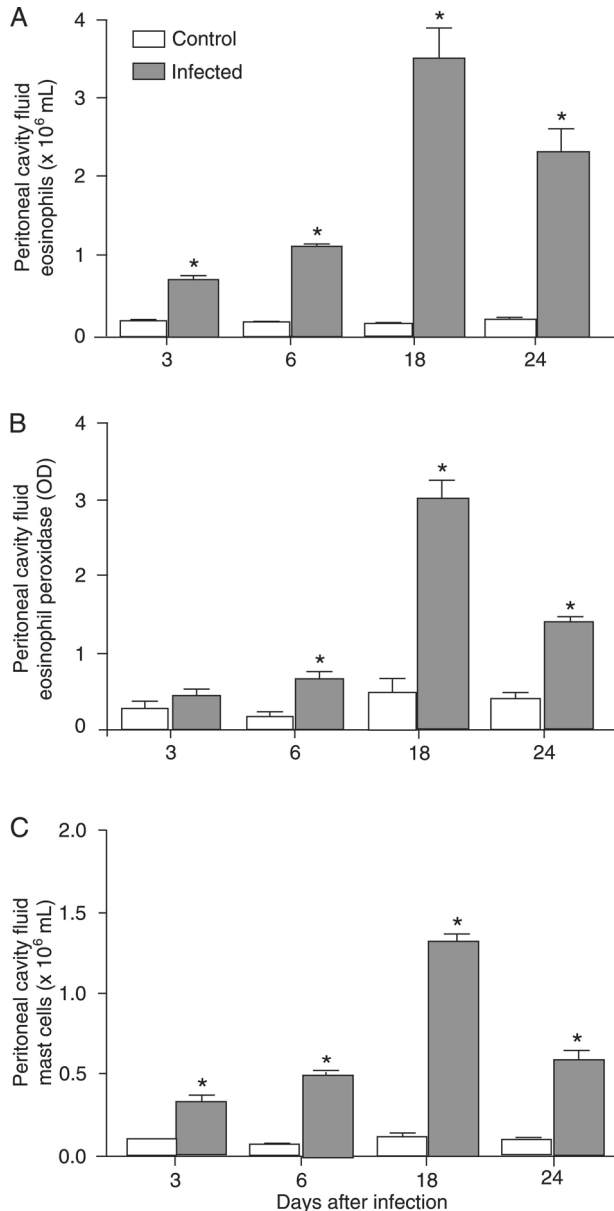 A
Control
Infected
Peritoneal cavity fluid
eosinophils (x 10⁶ mL)
4
3
2
1
0
*
*
*
*
3 6 18 24
B
Peritoneal cavity fluid
eosinophil peroxidase (OD)
4
3
2
1
0
*
*
*
3 6 18 24
C
Peritoneal cavity fluid
mast cells (x 10⁶ mL)
2.0
1.5
1.0
0.5
0.0
*
*
*
*
3 6 18 24
Days after infection